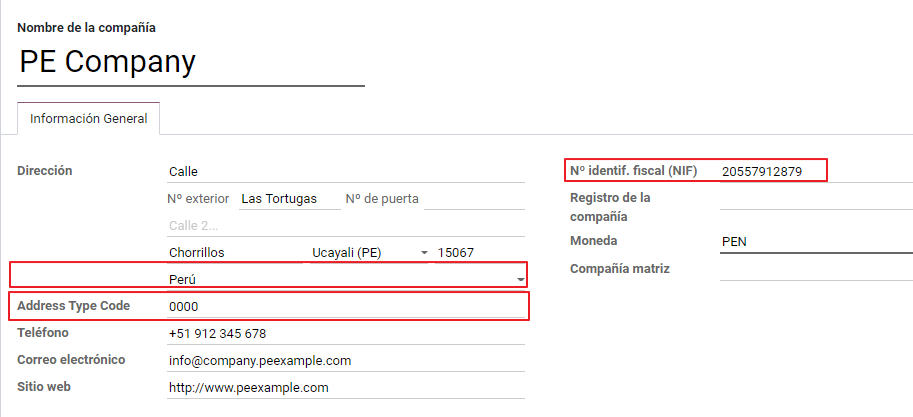 Nombre de la compañía
PE Company
Información General
Dirección
Calle
Nº exterior Las Tortugas Nº de puerta
Calle 2...
Chorrillos Ucayali (PE) 15067
Perú
Address Type Code 0000
Teléfono +51 912 345 678
Correo electrónico info@company.peexample.com
Sitio web http://www.peexample.com
Nº identif. fiscal (NIF) 20557912879
Registro de la
compañía
Moneda PEN
Compañía matriz